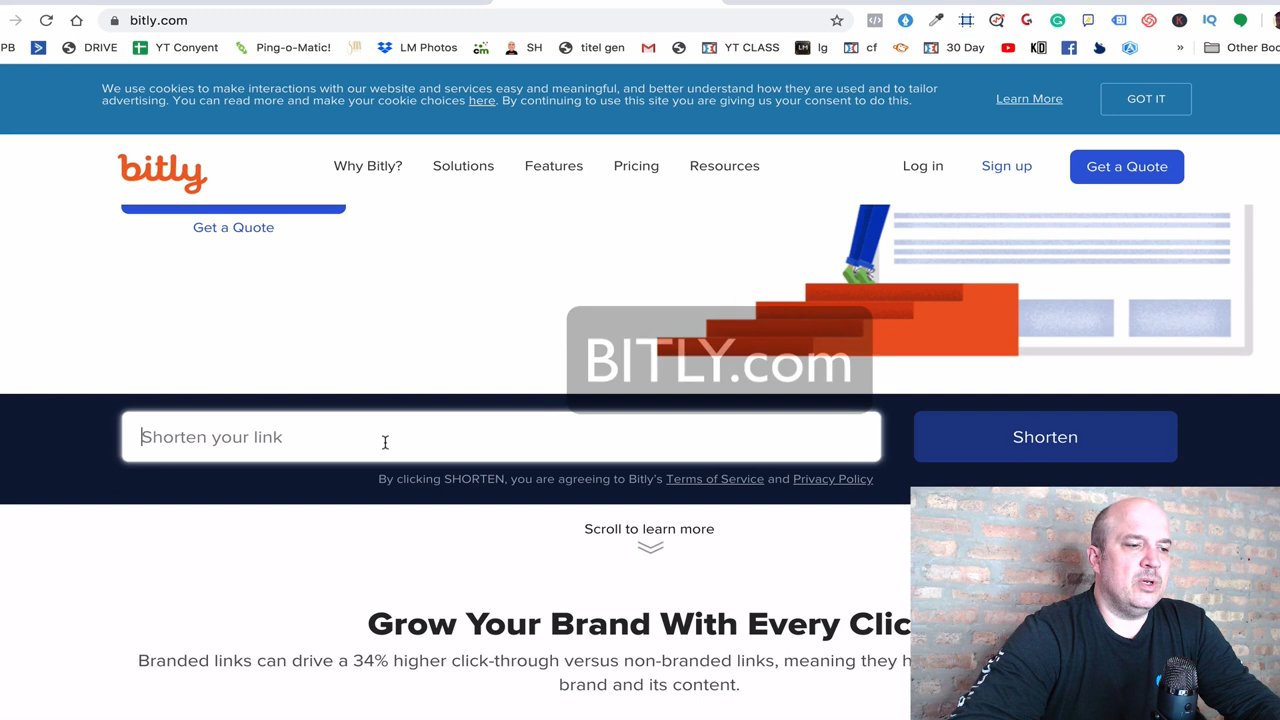 bitly.com
PB
DRIVE
YT Conyent
Ping-o-Matic!
LM Photos
cm
SH
titel gen
YT CLASS
LM
lg
cf
30 Day
KD
»
Other Boo
IQ
K
We use cookies to make interactions with our website and services easy and meaningful, and better understand how they are used and to tailor
advertising. You can read more and make your cookie choices here. By continuing to use this site you are giving us your consent to do this.
Learn More
GOT IT
bitly
Why Bitly?
Solutions
Features
Pricing
Resources
Log in
Sign up
Get a Quote
Get a Quote
BITLY.com
Shorten your link
Shorten
By clicking SHORTEN, you are agreeing to Bitly's Terms of Service and Privacy Policy
Scroll to learn more
Grow Your Brand With Every Clic
Branded links can drive a 34% higher click-through versus non-branded links, meaning they h
brand and its content.